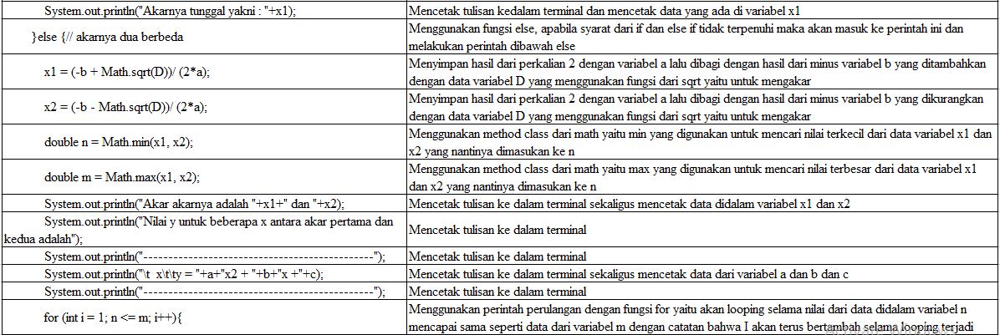 System.out.println("Akarnya tunggal yakni : "+x1);
Mencetak tulisan kedalam terminal dan mencetak data yang ada di variabel x1
}else {// akarnya dua berbeda
Menggunakan fungsi else, apabila syarat dari if dan else if tidak terpenuhi maka akan masuk ke perintah ini dan
melakukan perintah dibawah else
x1 = (-b + Math.sqrt(D))/ (2*a);
Menyimpan hasil dari perkalian 2 dengan variabel a lalu dibagi dengan hasil dari minus variabel b yang ditambahkan
dengan data variabel D yang menggunakan fungsi dari sqrt yaitu untuk mengakar
x2 = (-b - Math.sqrt(D))/ (2*a);
Menyimpan hasil dari perkalian 2 dengan variabel a lalu dibagi dengan hasil dari minus variabel b yang dikurangkan
dengan data variabel D yang menggunakan fungsi dari sqrt yaitu untuk mengakar
double n = Math.min(x1, x2);
Menggunakan method class dari math yaitu min yang digunakan untuk mencari nilai terkecil dari data variabel x1 dan
x2 yang nantinya dimasukan ke n
double m = Math.max(x1, x2);
Menggunakan method class dari math yaitu max yang digunakan untuk mencari nilai terbesar dari data variabel x1
dan x2 yang nantinya dimasukan ke n
System.out.println("Akar akarnya adalah "+x1+" dan "+x2);
Mencetak tulisan ke dalam terminal sekaligus mencetak data didalam variabel x1 dan x2
System.out.println("Nilai y untuk beberapa x antara akar pertama dan
kedua adalah");
Mencetak tulisan ke dalam terminal
System.out.println("----------------------------------------------");
Mencetak tulisan ke dalam terminal
System.out.println("\t x\t\ty = "+a+"x2 + "+b+"x +"+c);
Mencetak tulisan ke dalam terminal sekaligus mencetak data dari variabel a dan b dan c
System.out.println("----------------------------------------------");
Mencetak tulisan ke dalam terminal
for (int i = 1; n <= m; i++){
Menggunakan perintah perulangan dengan fungsi for yaitu akan looping selama nilai dari data didalam variabel n
mencapai sama seperti data dari variabel m dengan catatan bahwa I akan terus bertambah selama looping terjadi